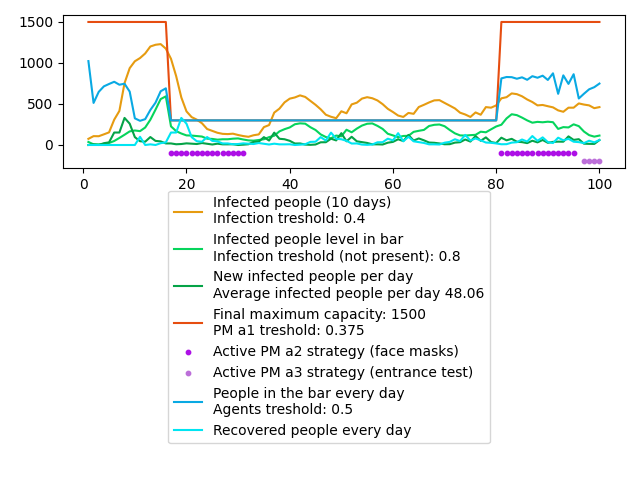 1500
1000
500
0
0
20
40
60
80
100
Infected people (10 days)
Infection treshold: 0.4
Infected people level in bar
Infection treshold (not present): 0.8
New infected people per day
Average infected people per day 48.06
Final maximum capacity: 1500
PM a1 treshold: 0.375
Active PM a2 strategy (face masks)
Active PM a3 strategy (entrance test)
People in the bar every day
Agents treshold: 0.5
Recovered people every day